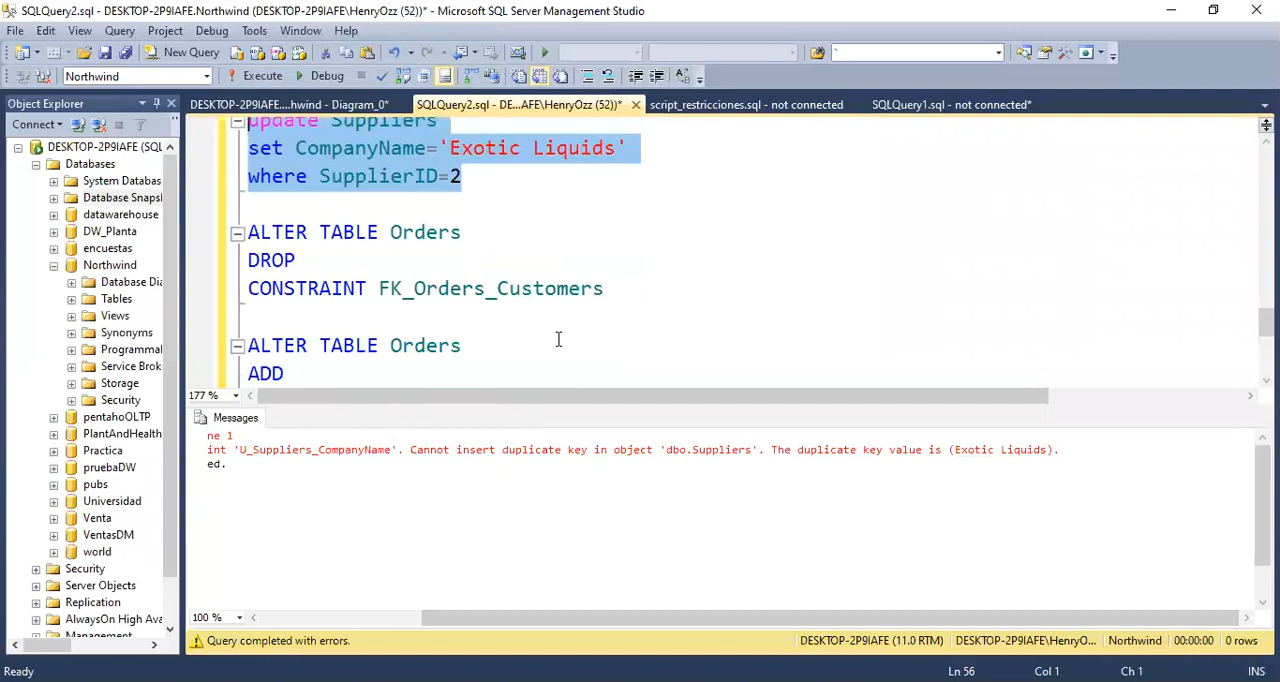 SQLQuery2.sql - DESKTOP-2P9IAFE.Northwind (DESKTOP-2P9IAFE\HenryOzz (52))* - Microsoft SQL Server Management Studio
File Edit View Query Project Debug Tools Window Help
New Query
Northwind Execute Debug
Object Explorer
DESKTOP-2P9IAFE....hwind - Diagram_0* SQLQuery2.sql - DE...AFE\HenryOzz (52))* script_restricciones.sql - not connected SQLQuery1.sql - not connected*
Connect
DESKTOP-2P9IAFE (SQL
Databases
System Databas
Database Snapsl
datawarehouse
DW_Planta
encuestas
Northwind
Database Dia
Tables
Views
Synonyms
Programmal
Service Brok
Storage
Security
pentahoOLTP
PlantAndHealth
Practica
pruebaDW
pubs
Universidad
Venta
VentasDM
world
Security
Server Objects
Replication
AlwaysOn High Ava
Management
update Suppliers
set CompanyName='Exotic Liquids'
where SupplierID=2
ALTER TABLE Orders
DROP
CONSTRAINT FK_Orders_Customers
ALTER TABLE Orders
ADD
177 %
Messages
ne 1
int 'U_Suppliers_CompanyName'. Cannot insert duplicate key in object 'dbo.Suppliers'. The duplicate key value is (Exotic Liquids).
ed.
100 %
Query completed with errors. DESKTOP-2P9IAFE (11.0 RTM) DESKTOP-2P9IAFE\HenryO... Northwind 00:00:00 0 rows
Ready Ln 56 Col 1 Ch 1 INS